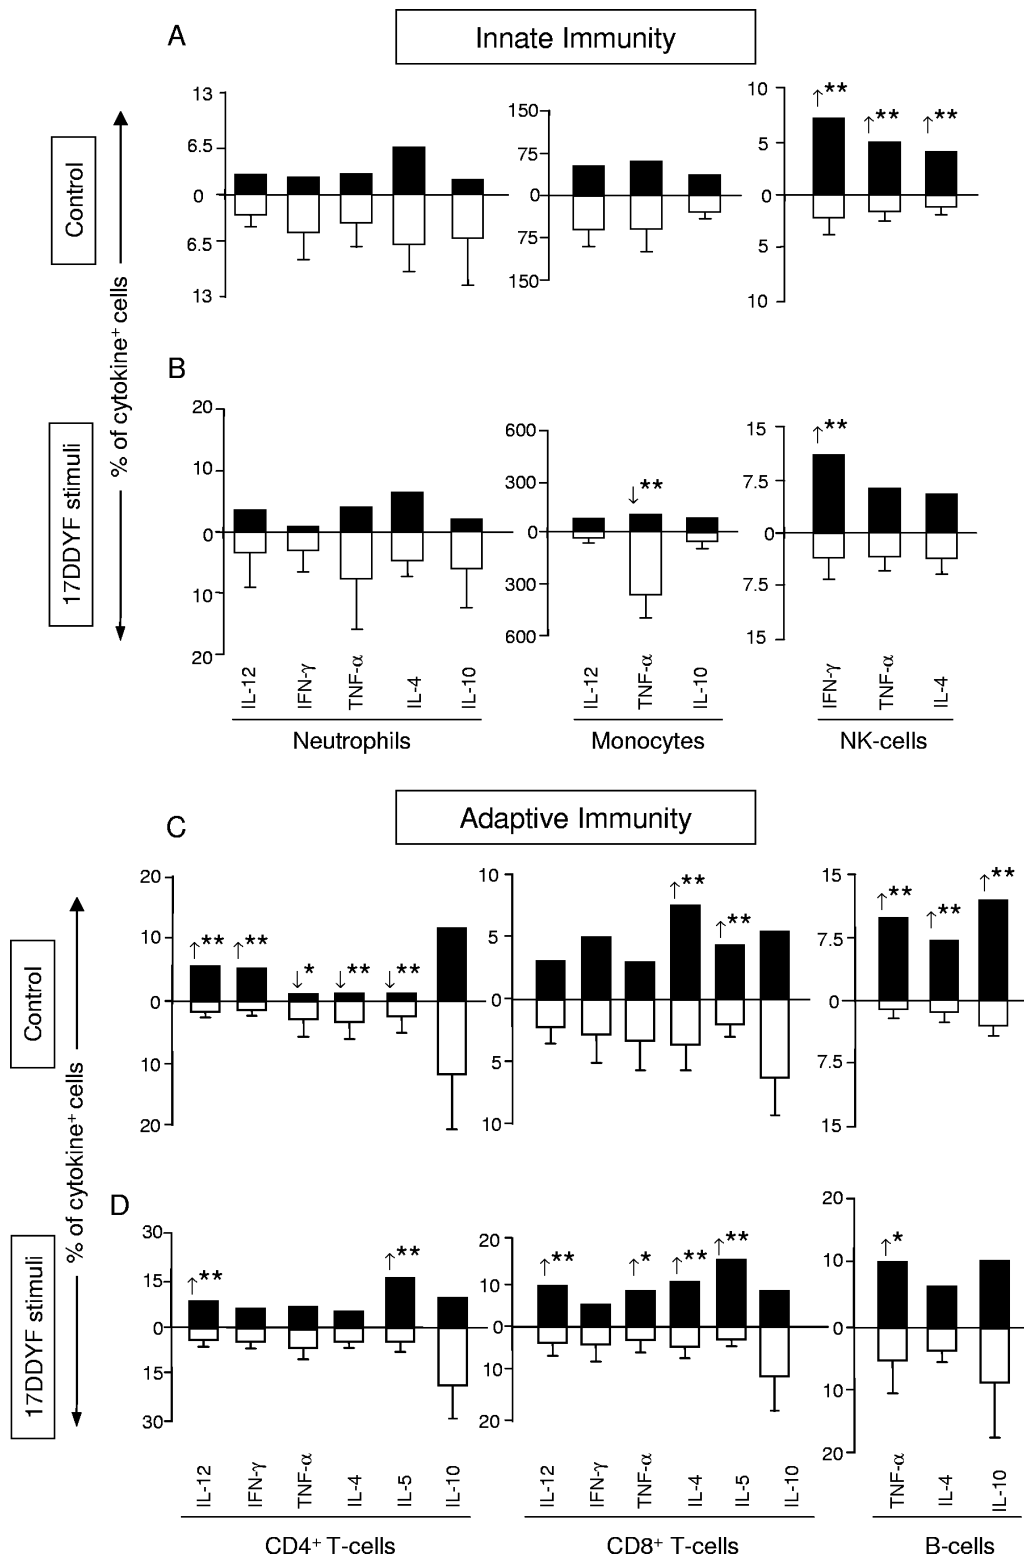 A
Innate Immunity
13
6.5
0
6.5
13
150
75
0
75
150
10
5
0
5
10
↑**
↑**
↑**
Control
% of cytokine+ cells
17DDYF stimuli
B
20
10
0
10
20
600
300
0
300
600
↓**
15
7.5
0
7.5
15
↑**
IL-12
IFN-γ
TNF-α
IL-4
IL-10
IL-12
TNF-α
IL-10
IFN-γ
TNF-α
IL-4
Neutrophils
Monocytes
NK-cells
C
Adaptive Immunity
20
10
0
10
20
↑**
↑**
↓*
↓**
↓**
10
5
0
5
10
↑**
↑**
15
7.5
0
7.5
15
↑**
↑**
↑**
Control
% of cytokine+ cells
17DDYF stimuli
D
30
15
0
15
30
↑**
↑**
20
10
0
10
20
↑**
↑*
↑**
↑**
20
10
0
10
20
↑*
IL-12
IFN-γ
TNF-α
IL-4
IL-5
IL-10
IL-12
IFN-γ
TNF-α
IL-4
IL-5
IL-10
TNF-α
IL-4
IL-10
CD4+ T-cells
CD8+ T-cells
B-cells